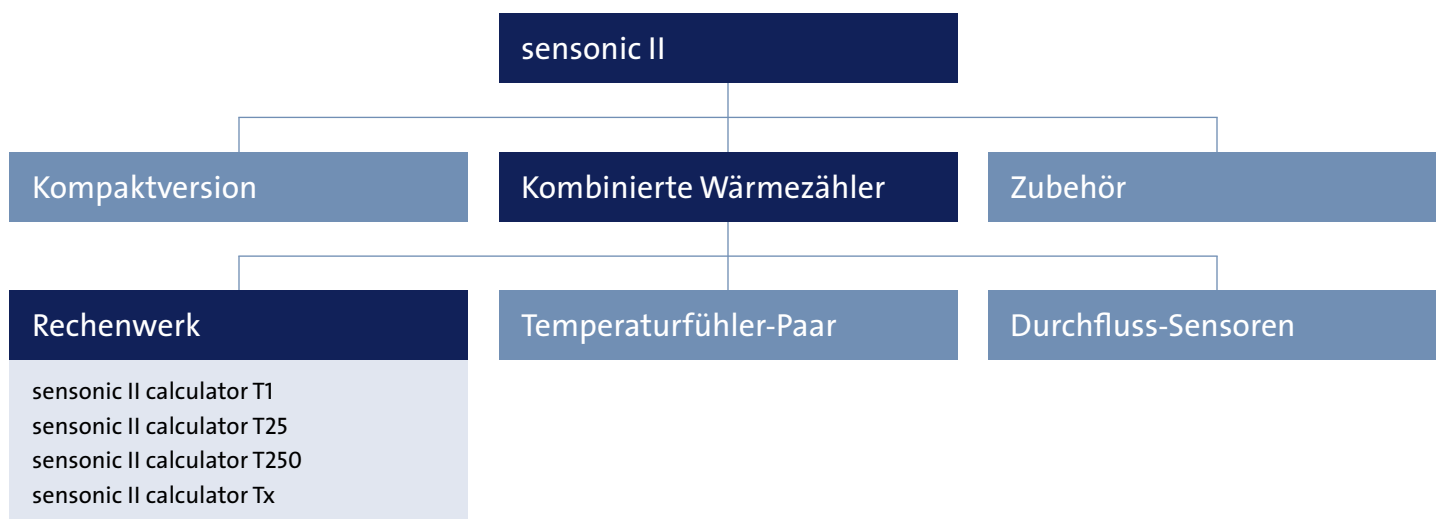 sensonic II
Kompaktversion
Kombinierte Wärmezähler
Zubehör
Rechenwerk
Temperaturfühler-Paar
Durchfluss-Sensoren
sensonic II calculator T1
sensonic II calculator T25
sensonic II calculator T250
sensonic II calculator Tx